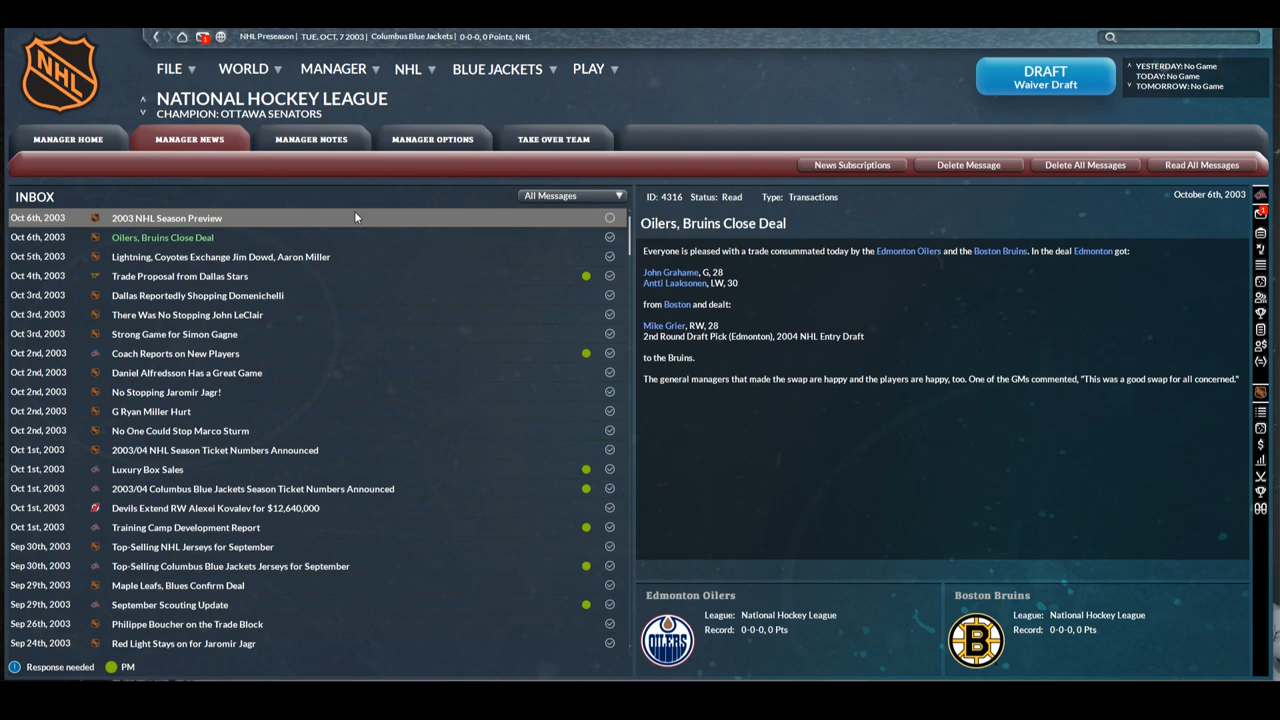 NHL
1
NHL Preseason | TUE. OCT. 7 2003 | Columbus Blue Jackets | 0-0-0, 0 Points, NHL
FILE WORLD MANAGER NHL BLUE JACKETS PLAY
DRAFT
Waiver Draft
YESTERDAY: No Game
TODAY: No Game
TOMORROW: No Game
NATIONAL HOCKEY LEAGUE
CHAMPION: OTTAWA SENATORS
MANAGER HOME MANAGER NEWS MANAGER NOTES MANAGER OPTIONS TAKE OVER TEAM
News Subscriptions Delete Message Delete All Messages Read All Messages
INBOX All Messages
Oct 6th, 2003 2003 NHL Season Preview
Oct 6th, 2003 Oilers, Bruins Close Deal
Oct 5th, 2003 Lightning, Coyotes Exchange Jim Dowd, Aaron Miller
Oct 4th, 2003 Trade Proposal from Dallas Stars
Oct 3rd, 2003 Dallas Reportedly Shopping Domenichelli
Oct 3rd, 2003 There Was No Stopping John LeClair
Oct 3rd, 2003 Strong Game for Simon Gagne
Oct 2nd, 2003 Coach Reports on New Players
Oct 2nd, 2003 Daniel Alfredsson Has a Great Game
Oct 2nd, 2003 No Stopping Jaromir Jagr!
Oct 2nd, 2003 G Ryan Miller Hurt
Oct 2nd, 2003 No One Could Stop Marco Sturm
Oct 1st, 2003 2003/04 NHL Season Ticket Numbers Announced
Oct 1st, 2003 Luxury Box Sales
Oct 1st, 2003 2003/04 Columbus Blue Jackets Season Ticket Numbers Announced
Oct 1st, 2003 Devils Extend RW Alexei Kovalev for $12,640,000
Oct 1st, 2003 Training Camp Development Report
Sep 30th, 2003 Top-Selling NHL Jerseys for September
Sep 30th, 2003 Top-Selling Columbus Blue Jackets Jerseys for September
Sep 29th, 2003 Maple Leafs, Blues Confirm Deal
Sep 29th, 2003 September Scouting Update
Sep 26th, 2003 Philippe Boucher on the Trade Block
Sep 24th, 2003 Red Light Stays on for Jaromir Jagr
Response needed PM
ID: 4316 Status: Read Type: Transactions October 6th, 2003
Oilers, Bruins Close Deal
Everyone is pleased with a trade consummated today by the Edmonton Oilers and the Boston Bruins. In the deal Edmonton got:
John Grahame, G, 28
Antti Laaksonen, LW, 30
from Boston and dealt:
Mike Grier, RW, 28
2nd Round Draft Pick (Edmonton), 2004 NHL Entry Draft
to the Bruins.
The general managers that made the swap are happy and the players are happy, too. One of the GMs commented, "This was a good swap for all concerned."
Edmonton Oilers
League: National Hockey League
Record: 0-0-0, 0 Pts
OILERS
Boston Bruins
League: National Hockey League
Record: 0-0-0, 0 Pts
B
1